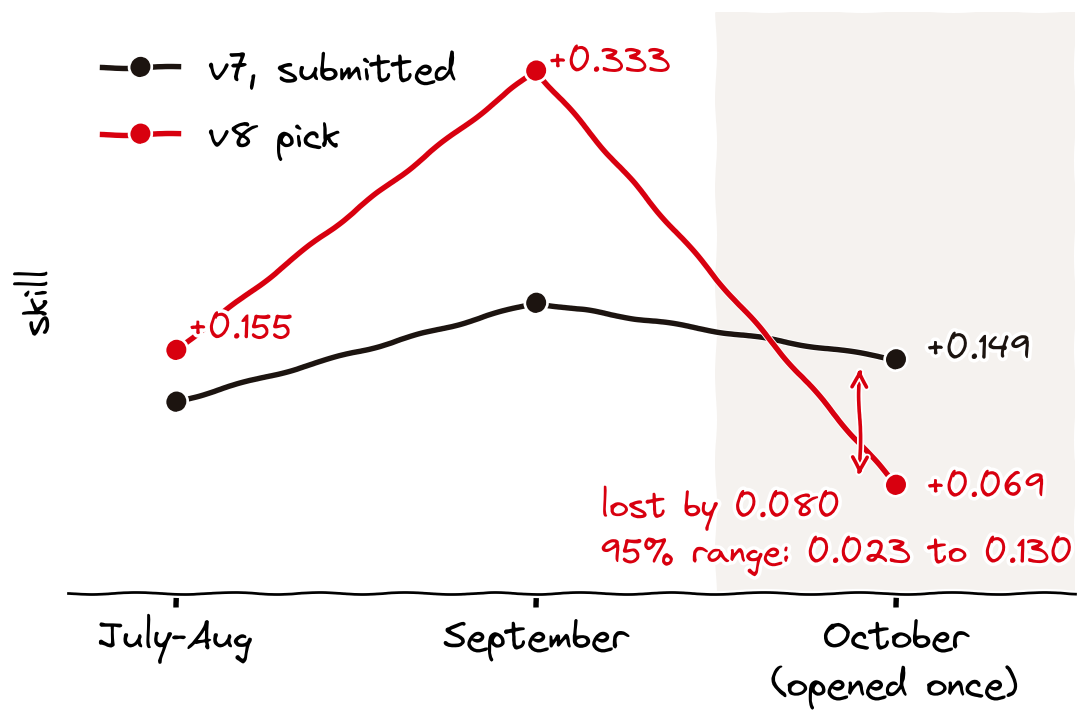 v7, submitted
v8 pick
+0.333
skill
+0.155
+0.149
+0.069
lost by 0.080
95% range: 0.023 to 0.130
July-Aug
September
October
(opened once)